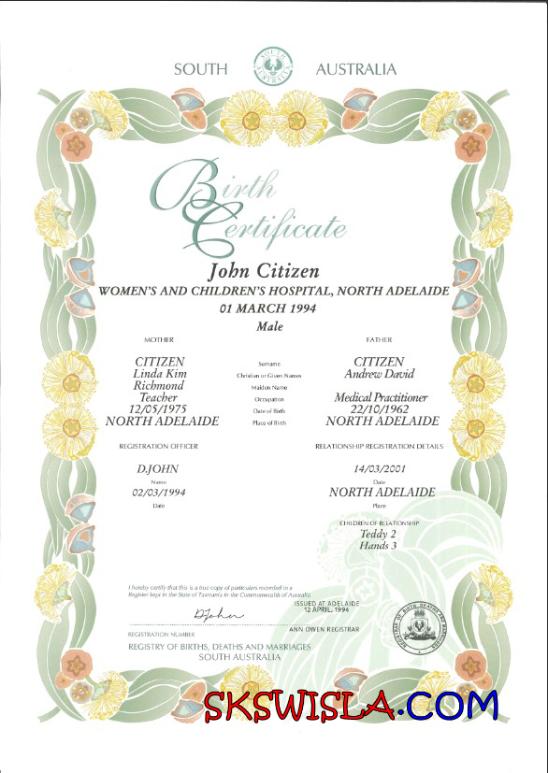 SOUTH AUSTRALIA
Birth
Certificate
John Citizen
WOMEN'S AND CHILDREN'S HOSPITAL, NORTH ADELAIDE
01 MARCH 1994
Male
MOTHER FATHER
CITIZEN Surname CITIZEN
Linda Kim Christian or Given Names Andrew David
Richmond Maiden Name
Teacher Occupation Medical Practitioner
12/05/1975 Date of Birth 22/10/1962
NORTH ADELAIDE Place of Birth NORTH ADELAIDE
REGISTRATION OFFICER RELATIONSHIP REGISTRATION DETAILS
D.JOHN 14/03/2001
Name Date
02/03/1994 NORTH ADELAIDE
Date Place
CHILDREN OF RELATIONSHIP
Teddy 2
Hands 3
I hereby certify that this is a true copy of particulars recorded in a
Register kept in the State of Tasmania in the Commonwealth of Australia
ISSUED AT ADELAIDE
12 APRIL, 1994
DJohn
ANN OWEN REGISTRAR
REGISTRATION NUMBER
REGISTRY OF BIRTHS, DEATHS AND MARRIAGES
SOUTH AUSTRALIA
SKSWISLA.COM